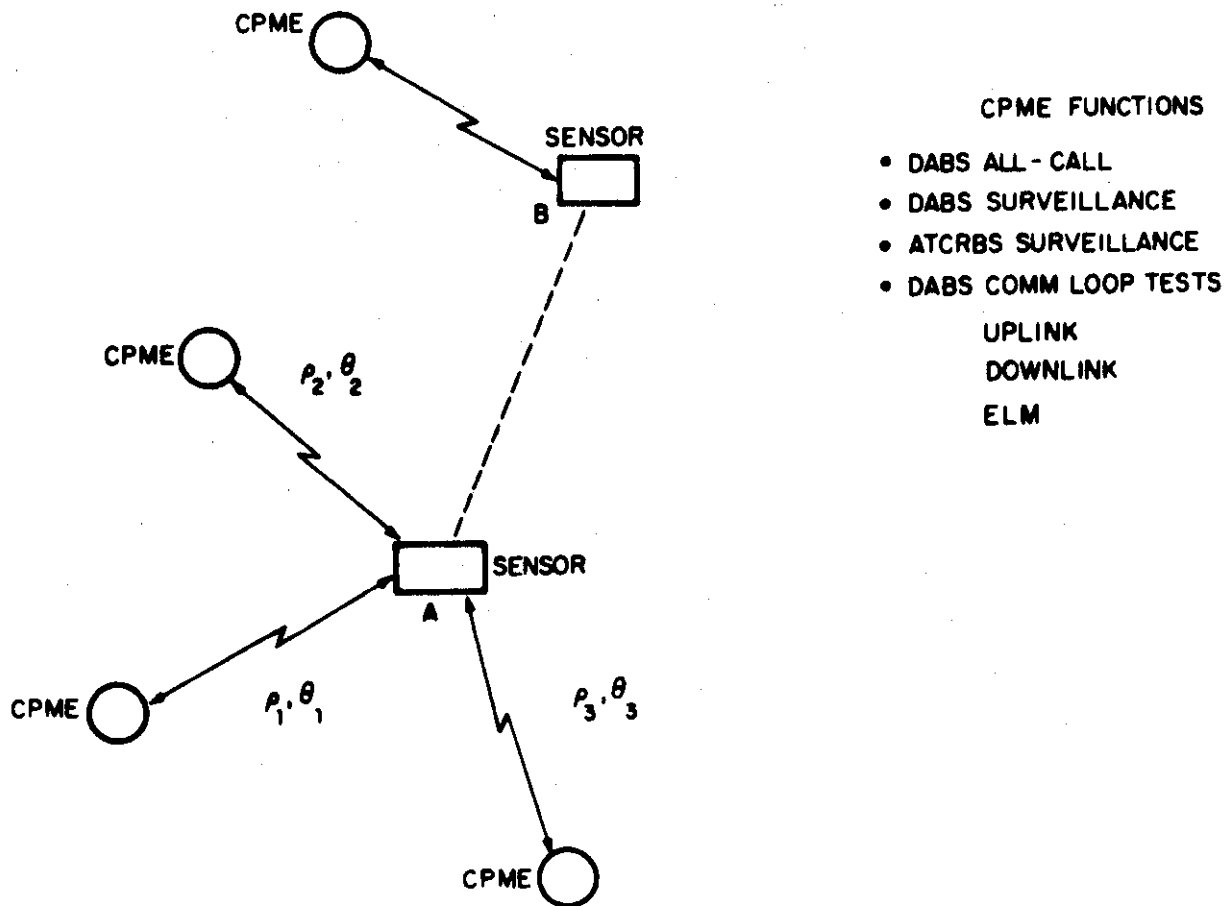 CPME
SENSOR
B
CPME
ρ₂, θ₂
SENSOR
A
CPME
ρ₁, θ₁
ρ₃, θ₃
CPME
CPME FUNCTIONS
• DABS ALL-CALL
• DABS SURVEILLANCE
• ATCRBS SURVEILLANCE
• DABS COMM LOOP TESTS
UPLINK
DOWNLINK
ELM